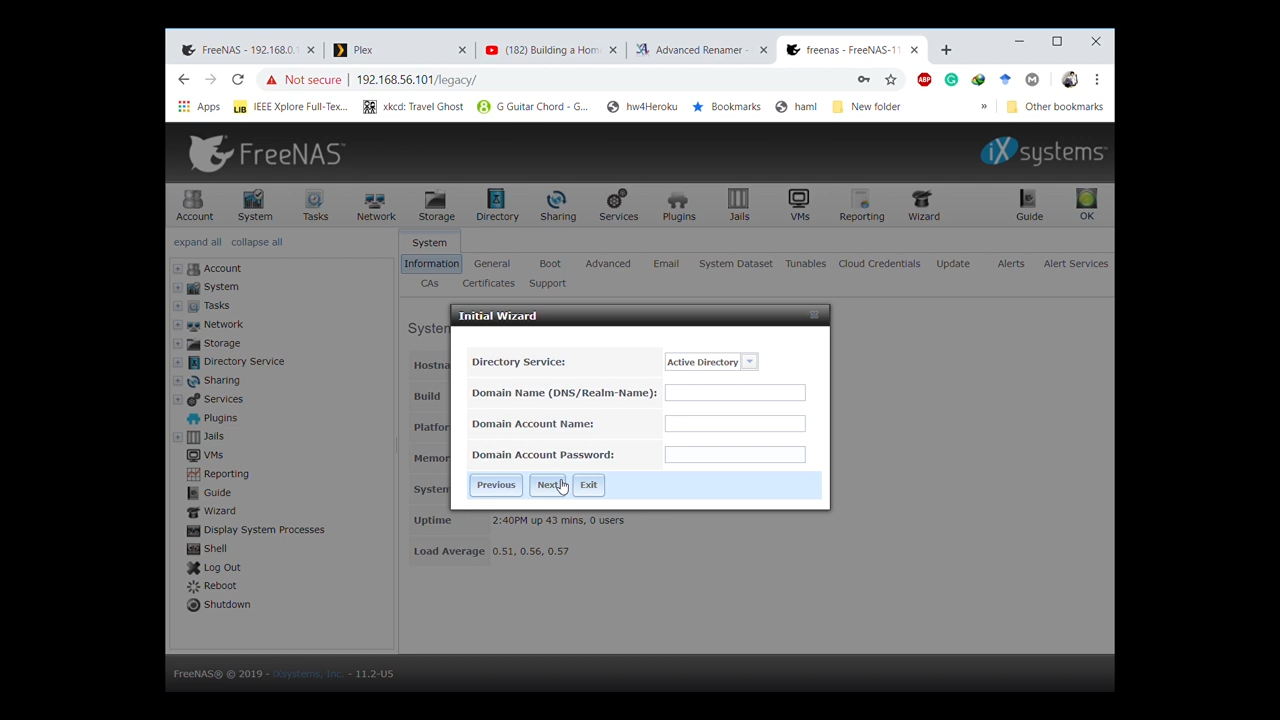 FreeNAS - 192.168.0.1
Plex
(182) Building a Hom
Advanced Renamer -
freenas - FreeNAS-11
Not secure | 192.168.56.101/legacy/
Apps
IEEE Xplore Full-Tex...
xkcd: Travel Ghost
G Guitar Chord - G...
hw4Heroku
Bookmarks
haml
New folder
»
Other bookmarks
FreeNAS
iXsystems
Account
System
Tasks
Network
Storage
Directory
Sharing
Services
Plugins
Jails
VMs
Reporting
Wizard
Guide
OK
expand all collapse all
System
Information General Boot Advanced Email System Dataset Tunables Cloud Credentials Update Alerts Alert Services
CAs Certificates Support
Account
System
Tasks
Network
Storage
Directory Service
Sharing
Services
Plugins
Jails
VMs
Reporting
Guide
Wizard
Display System Processes
Shell
Log Out
Reboot
Shutdown
Syster
Hostna
Build
Platfor
Memor
System
Uptime 2:40PM up 43 mins, 0 users
Load Average 0.51, 0.56, 0.57
Initial Wizard
Directory Service: Active Directory
Domain Name (DNS/Realm-Name):
Domain Account Name:
Domain Account Password:
Previous Next Exit
FreeNAS® © 2019 - iXsystems, Inc. - 11.2-U5